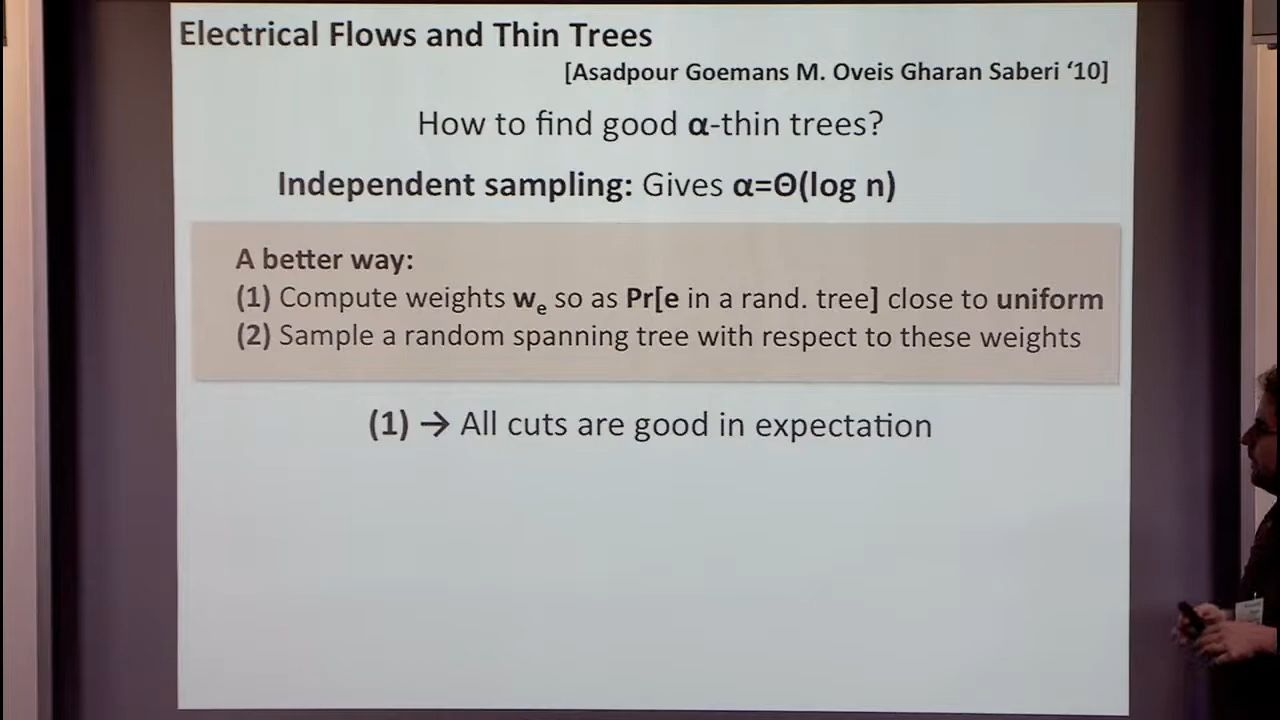 Electrical Flows and Thin Trees
[Asadpour Goemans M. Oveis Gharan Saberi ‘10]
How to find good α-thin trees?
Independent sampling: Gives α=Θ(log n)
A better way:
(1) Compute weights wₑ so as Pr[e in a rand. tree] close to uniform
(2) Sample a random spanning tree with respect to these weights
(1) → All cuts are good in expectation